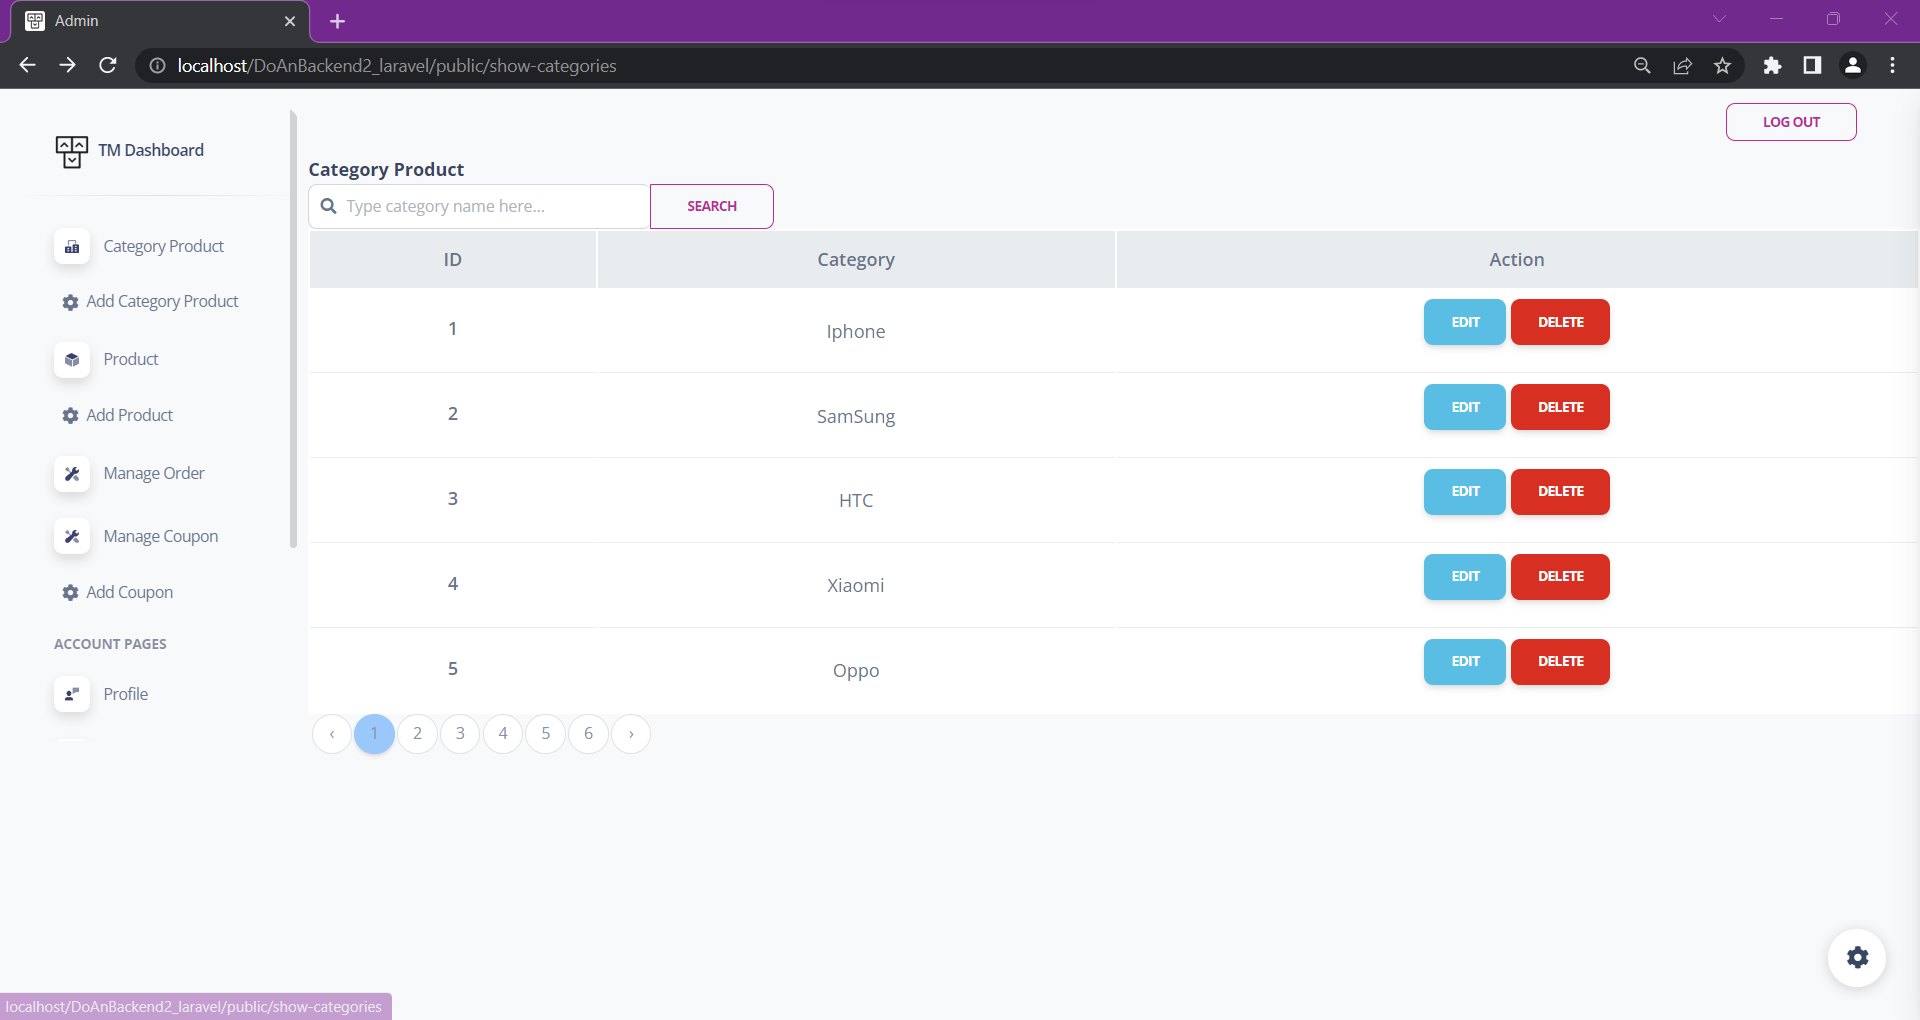 Admin
localhost/DoAnBackend2_laravel/public/show-categories
LOG OUT
TM Dashboard
Category Product
Add Category Product
Product
Add Product
Manage Order
Manage Coupon
Add Coupon
ACCOUNT PAGES
Profile
Category Product
Type category name here...
SEARCH
ID Category Action
1 Iphone EDIT DELETE
2 SamSung EDIT DELETE
3 HTC EDIT DELETE
4 Xiaomi EDIT DELETE
5 Oppo EDIT DELETE
‹ 1 2 3 4 5 6 ›
localhost/DoAnBackend2_laravel/public/show-categories